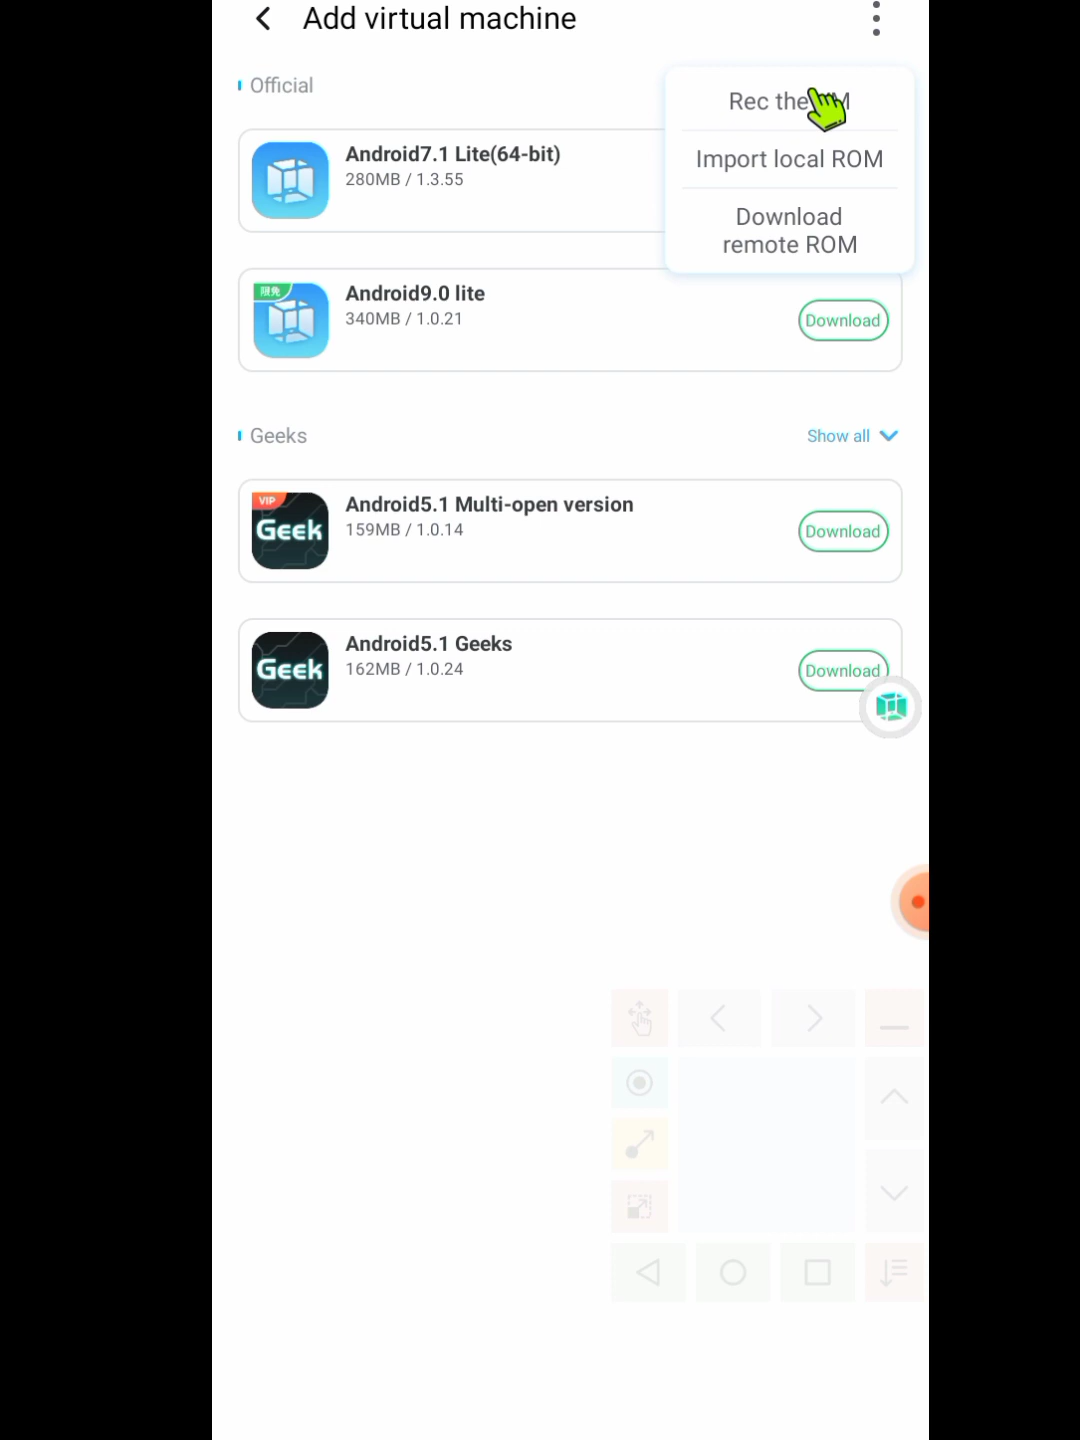 Add virtual machine
Official
Rec the M
Android7.1 Lite(64-bit)
280MB / 1.3.55
Import local ROM
Download
remote ROM
限免
Android9.0 lite
340MB / 1.0.21
Download
Geeks
Show all
VIP
Geek
Android5.1 Multi-open version
159MB / 1.0.14
Download
Geek
Android5.1 Geeks
162MB / 1.0.24
Download